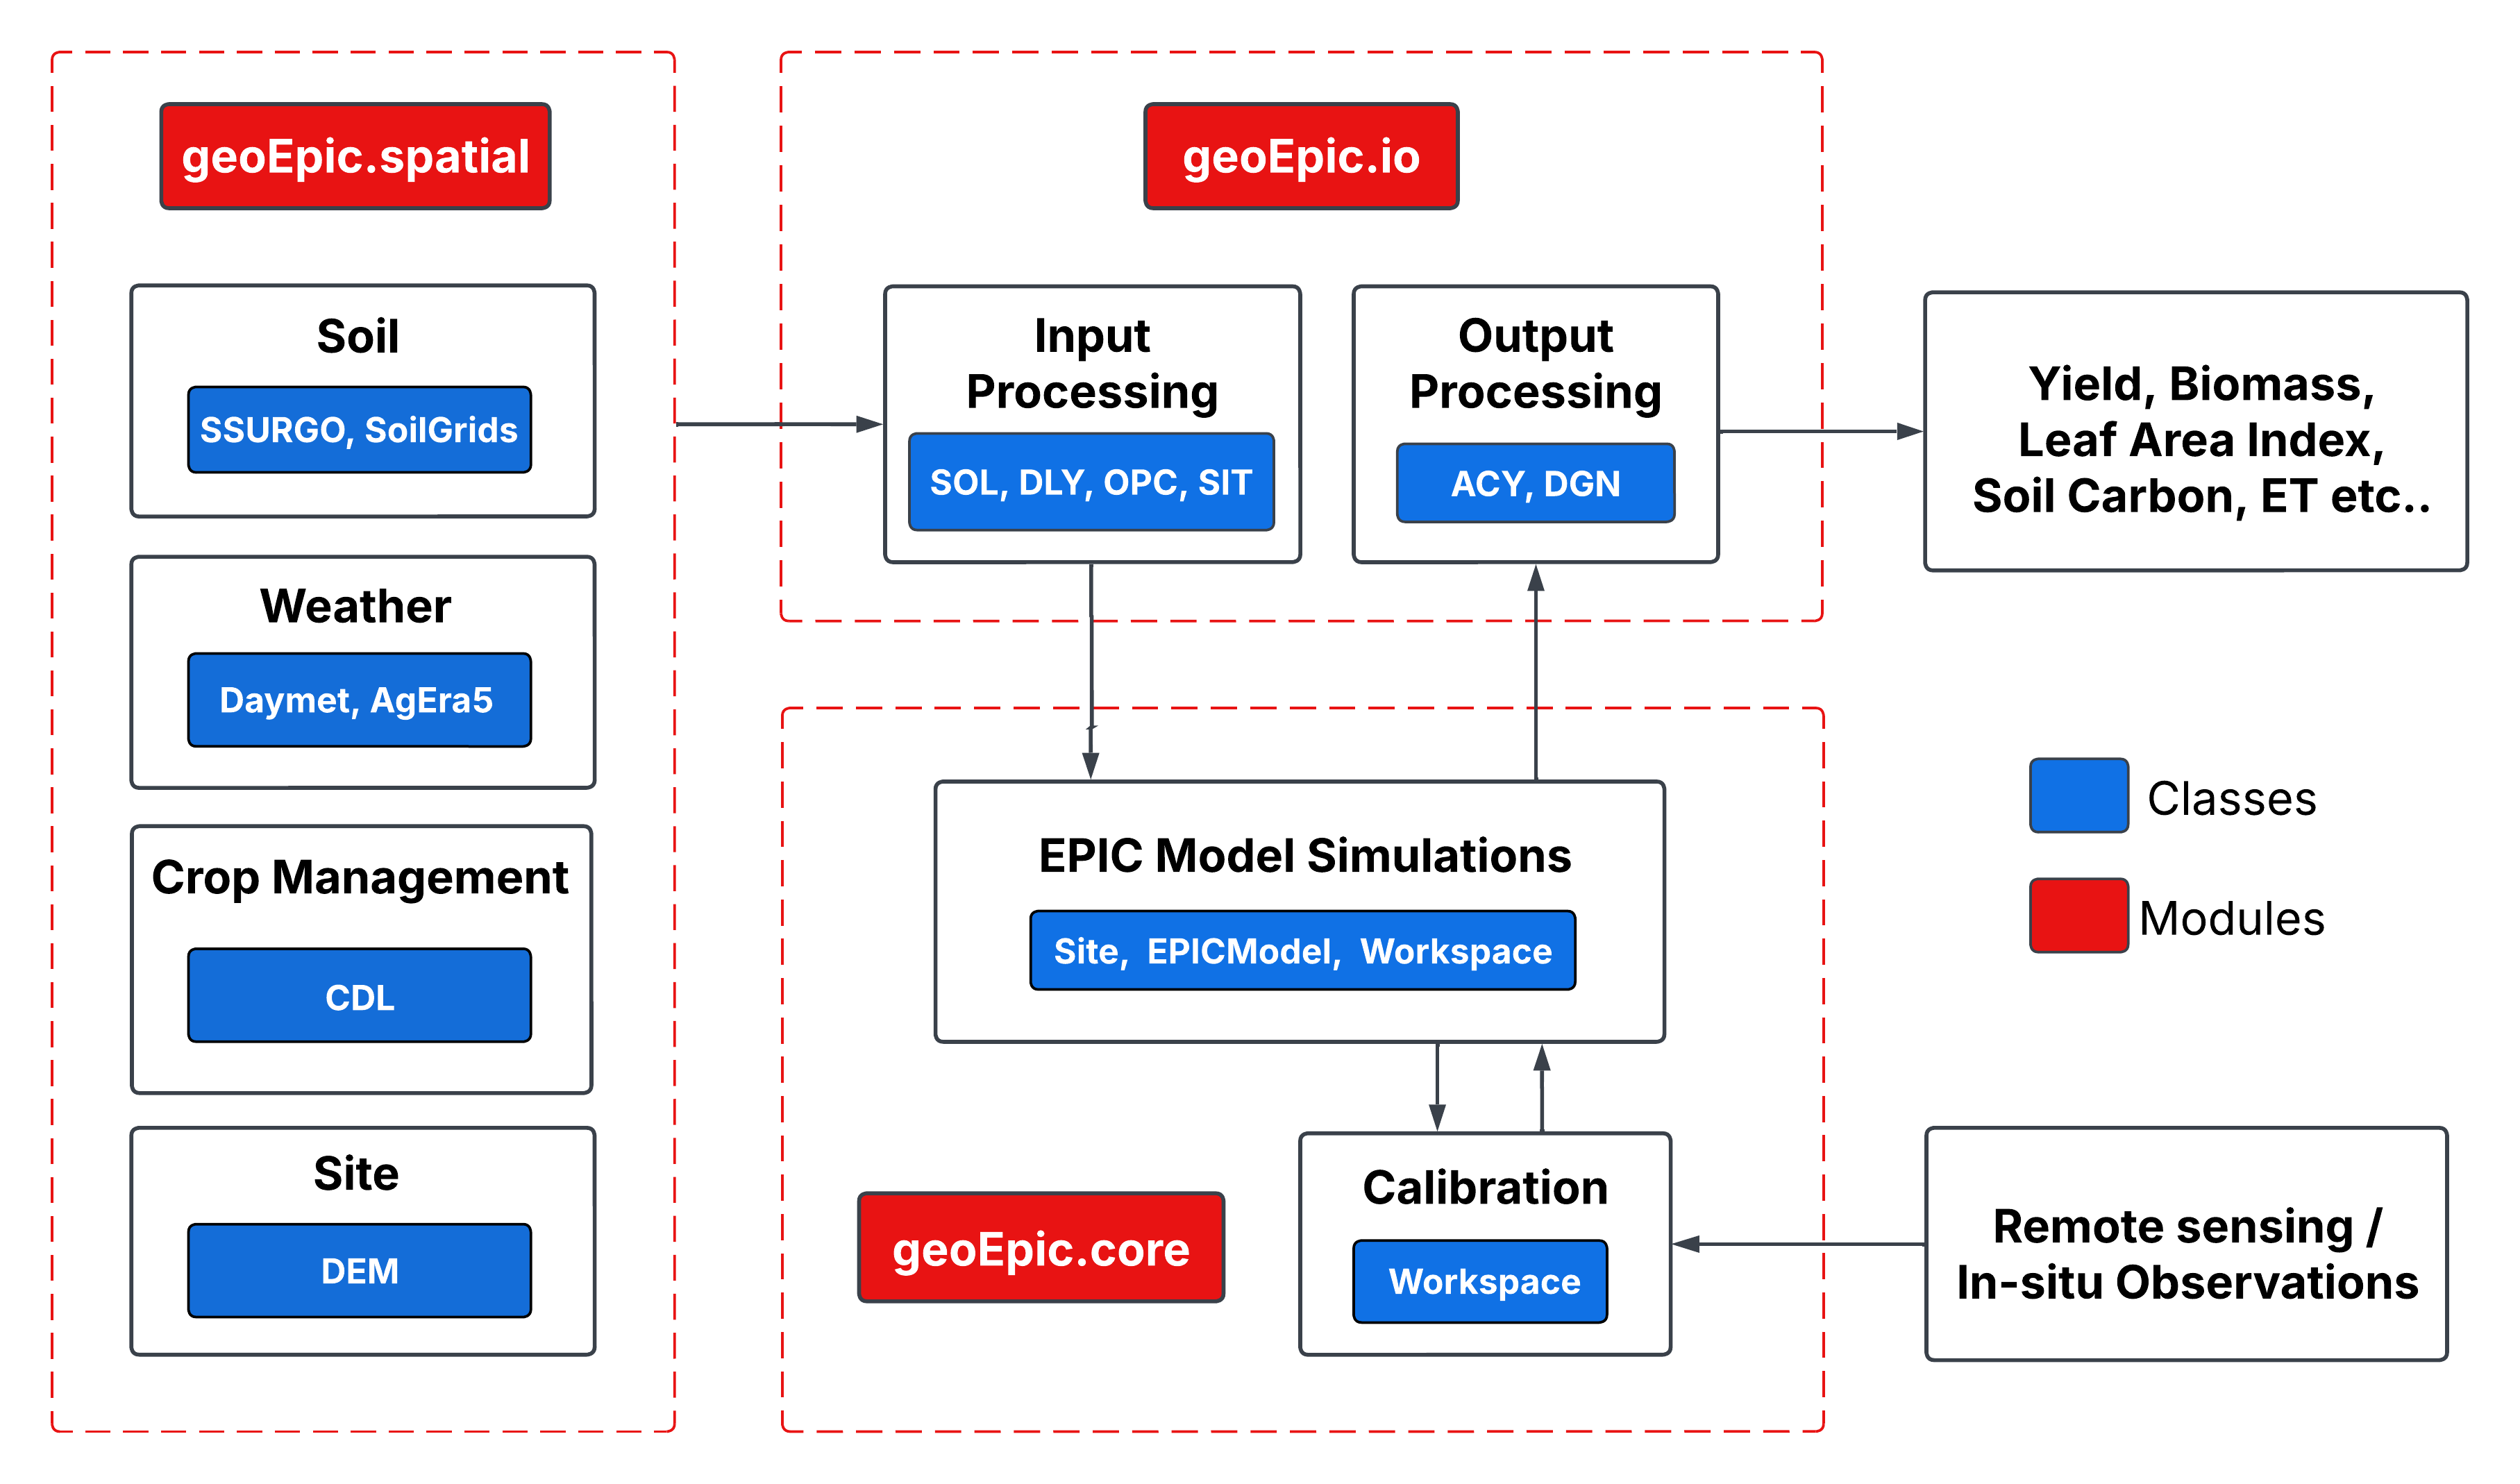 geoEpic.spatial
Soil
SSURGO, SoilGrids
Weather
Daymet, AgEra5
Crop Management
CDL
Site
DEM
geoEpic.io
Input
Processing
SOL, DLY, OPC, SIT
Output
Processing
ACY, DGN
Yield, Biomass,
Leaf Area Index,
Soil Carbon, ET etc..
EPIC Model Simulations
Site, EPICModel, Workspace
geoEpic.core
Calibration
Workspace
Classes
Modules
Remote sensing /
In-situ Observations